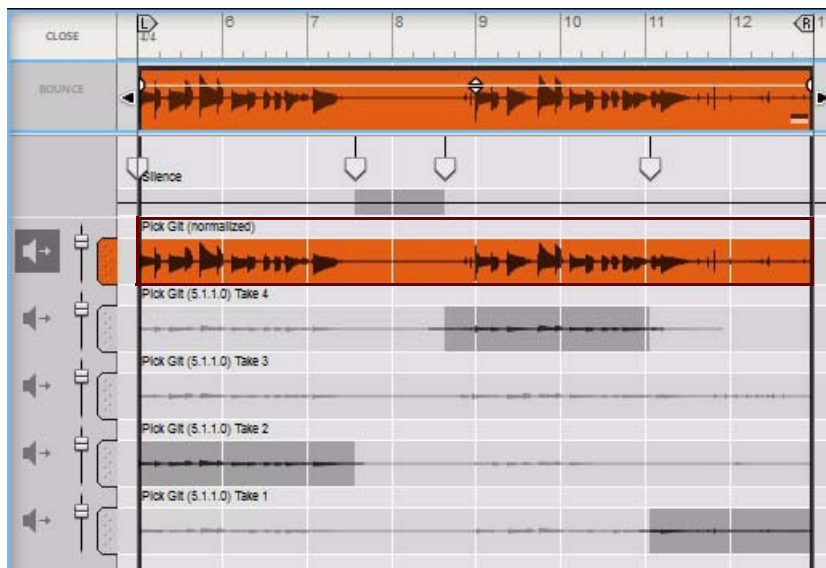 CLOSE
L 6 7 8 9 10 11 12 R 1
4/4
BOUNCE
Silence
Pick Git (normalized)
Pick Git (5.1.1.0) Take 4
Pick Git (5.1.1.0) Take 3
Pick Git (5.1.1.0) Take 2
Pick Git (5.1.1.0) Take 1